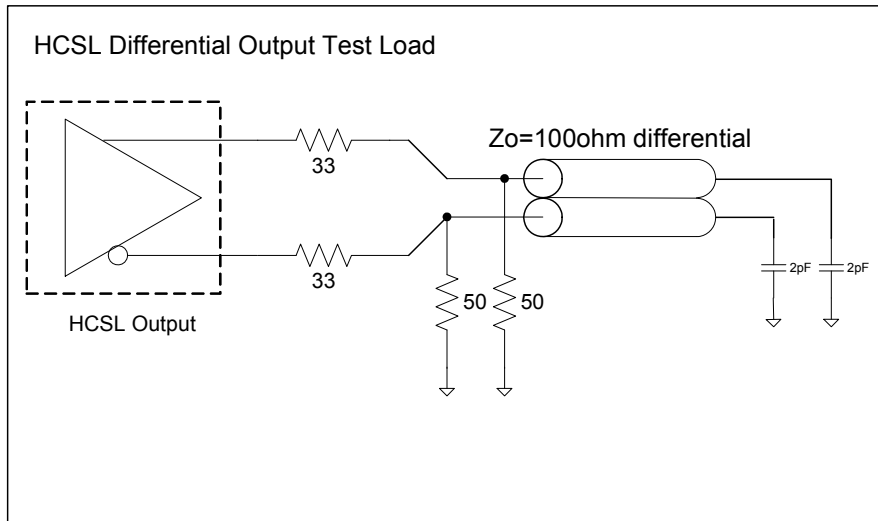 HCSL Differential Output Test Load
Zo=100ohm differential
33
33
2pF
2pF
50
50
HCSL Output